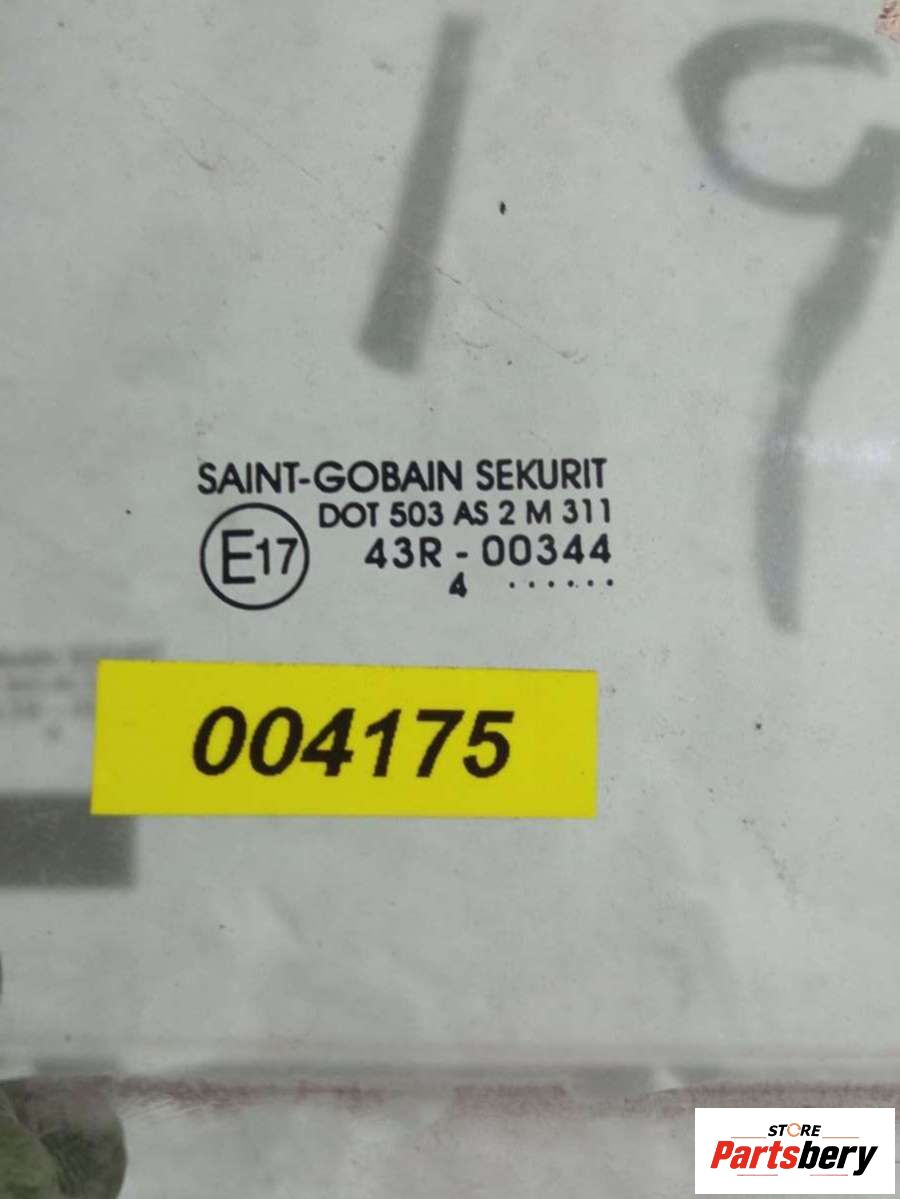 19
SAINT-GOBAIN SEKURIT
DOT 503 AS 2 M 311
E17
43R - 00344
4 ......
004175
STORE
Partsbery